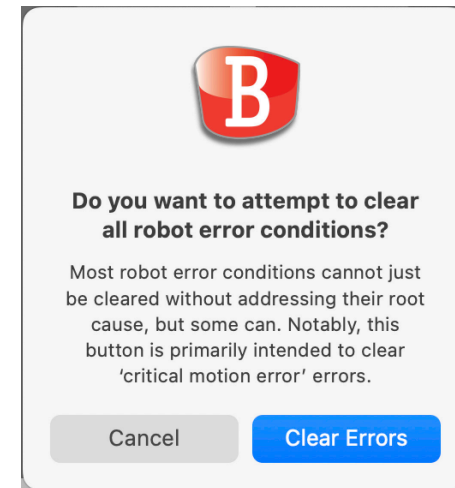 B
Do you want to attempt to clear
all robot error conditions?
Most robot error conditions cannot just
be cleared without addressing their root
cause, but some can. Notably, this
button is primarily intended to clear
‘critical motion error’ errors.
Cancel
Clear Errors